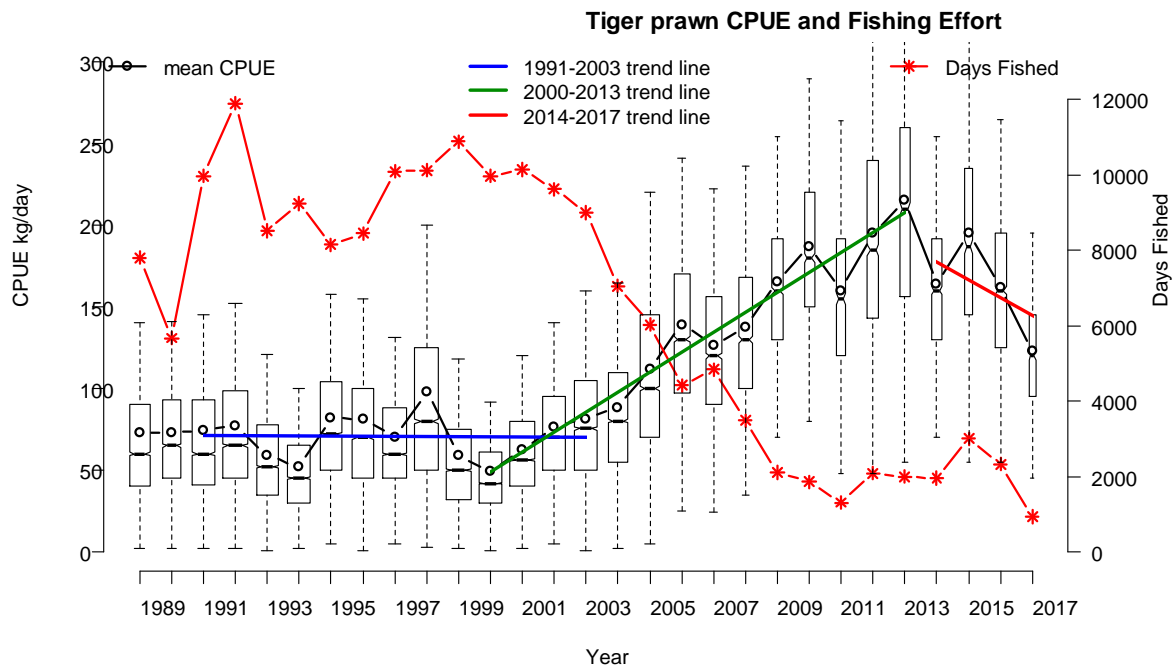 Tiger prawn CPUE and Fishing Effort
mean CPUE
1991-2003 trend line
2000-2013 trend line
2014-2017 trend line
Days Fished
CPUE kg/day
300
250
200
150
100
50
0
12000
10000
8000
6000
4000
2000
0
Days Fished
1989 1991 1993 1995 1997 1999 2001 2003 2005 2007 2009 2011 2013 2015 2017
Year